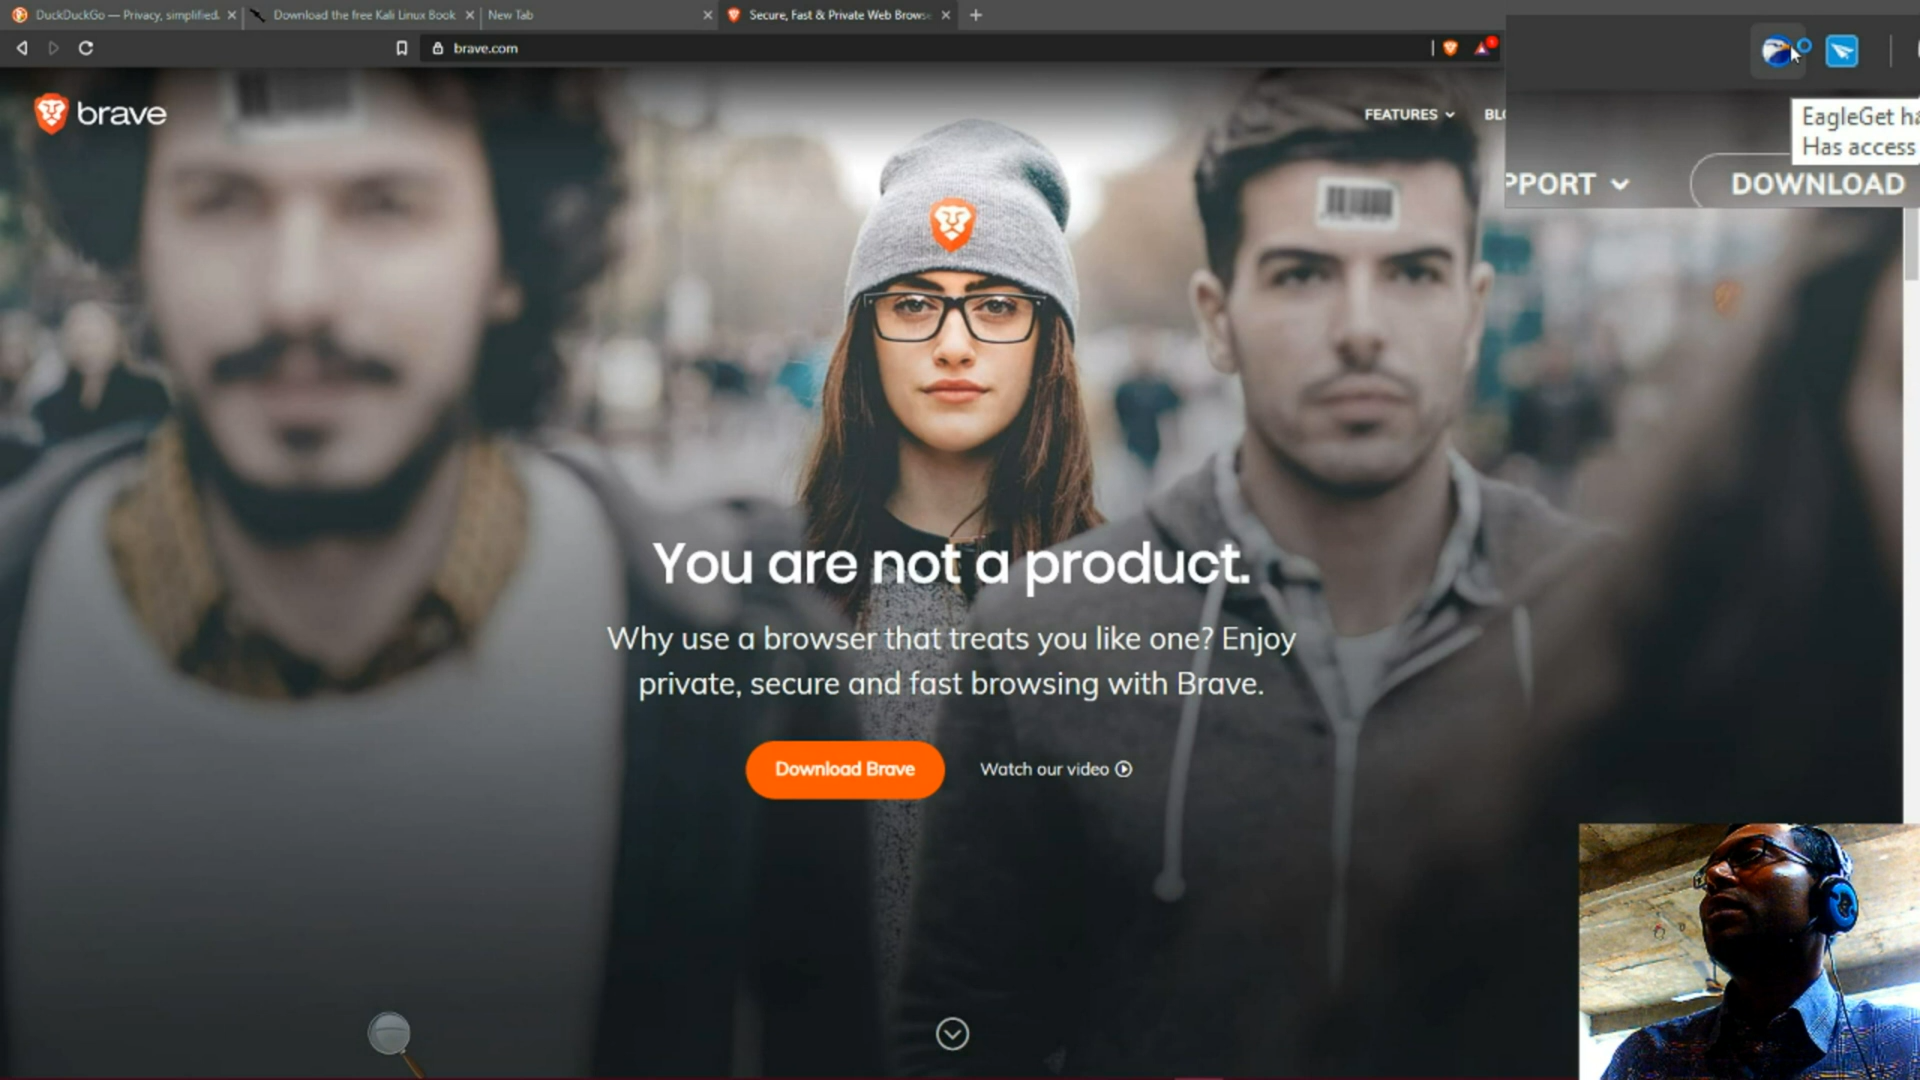 DuckDuckGo — Privacy, simplified.
Download the free Kali Linux Book
New Tab
Secure, Fast & Private Web Brows
brave.com
brave
FEATURES
BLO
EagleGet ha
Has access
PPORT
DOWNLOAD
You are not a product.
Why use a browser that treats you like one? Enjoy
private, secure and fast browsing with Brave.
Download Brave
Watch our video